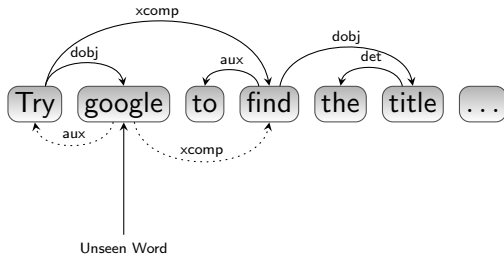 xcomp
dobj aux dobj det
Try google to find the title ...
aux xcomp
Unseen Word